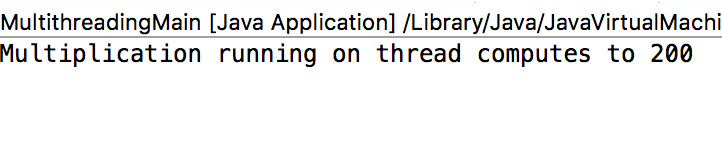 MultithreadingMain [Java Application] /Library/Java/JavaVirtualMachi
Multiplication running on thread computes to 200